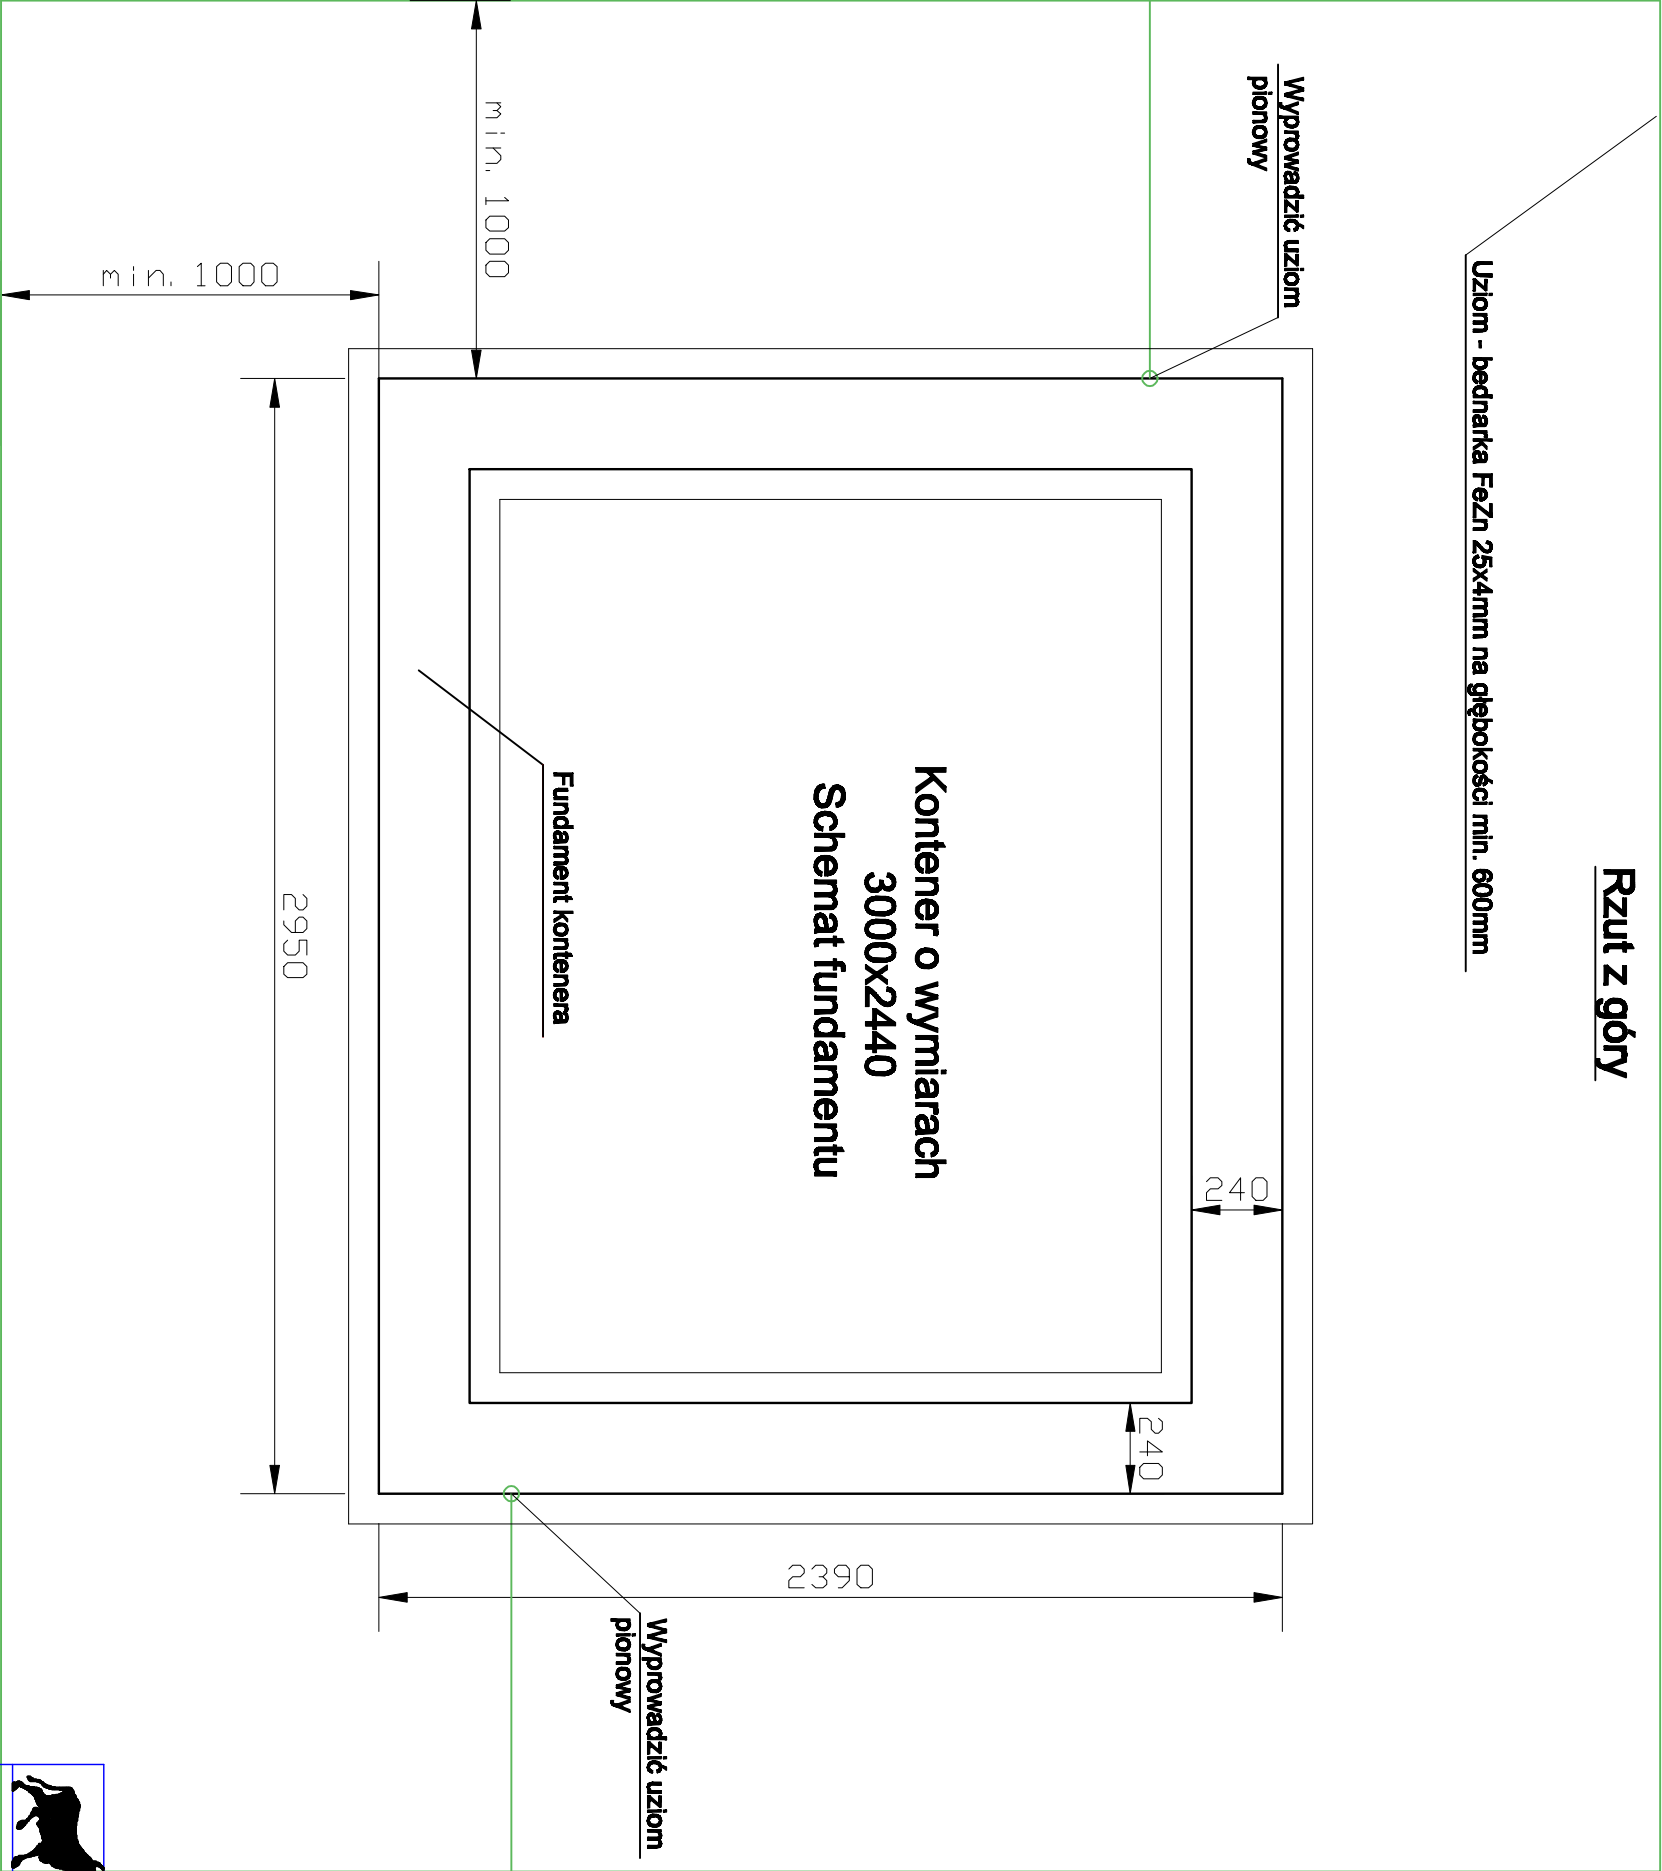 Rzut z góry
Uziom - bednarka FeZn 25x4mm na głębokości min. 600mm
Wyprowadzić uziom
pionowy
min. 1000
min. 1000
240
240
Kontener o wymiarach
3000x2440
Schemat fundamentu
Fundament kontenera
2390
2950
Wyprowadzić uziom
pionowy